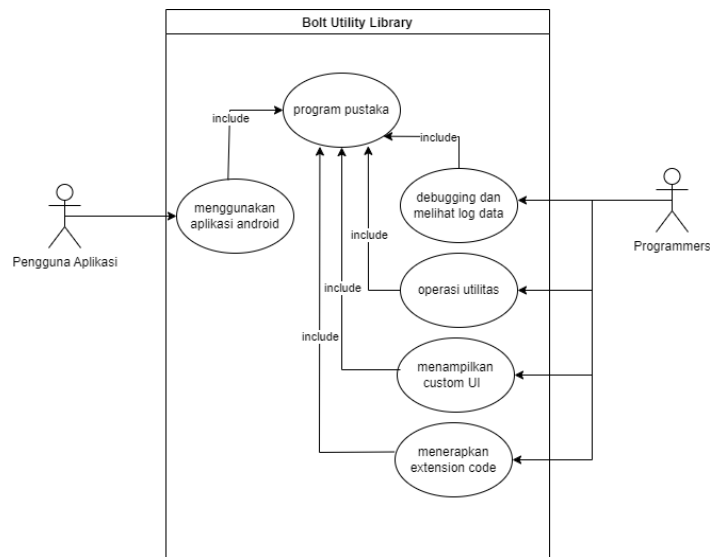 Bolt Utility Library
program pustaka
include
include
menggunakan
aplikasi android
debugging dan
melihat log data
Pengguna Aplikasi
Programmers
include
operasi utilitas
include
include
menampilkan
custom UI
menerapkan
extension code